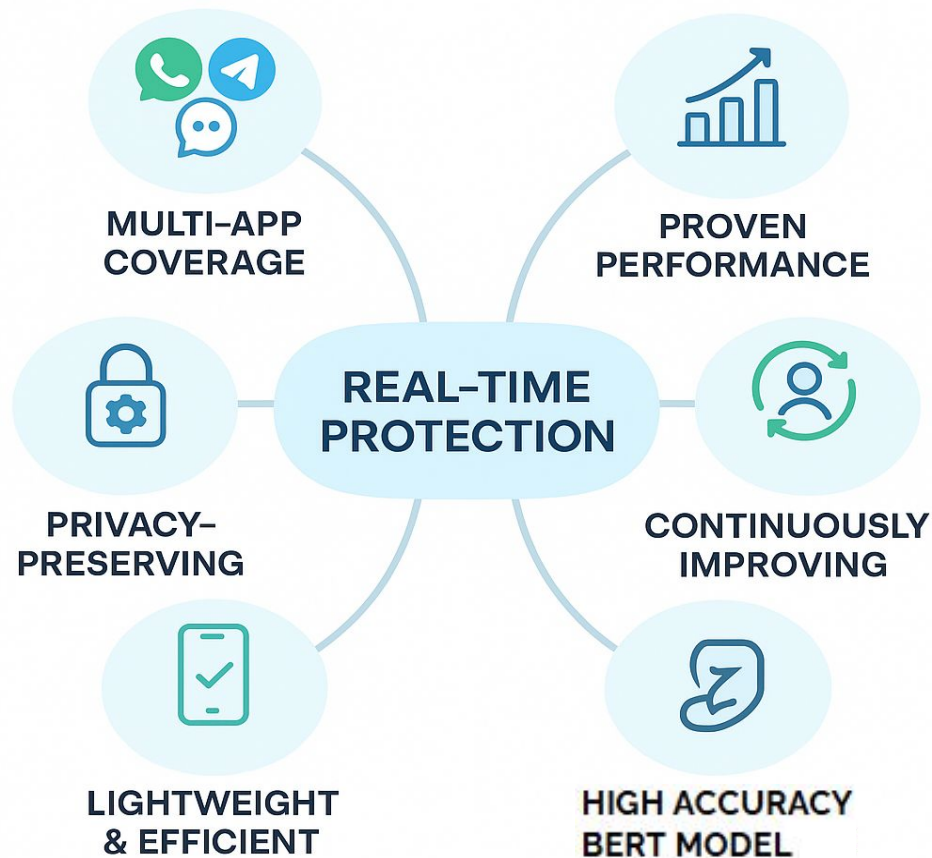 MULTI-APP
COVERAGE
PROVEN
PERFORMANCE
REAL-TIME
PROTECTION
PRIVACY-
PRESERVING
CONTINUOUSLY
IMPROVING
LIGHTWEIGHT
& EFFICIENT
HIGH ACCURACY
BERT MODEL